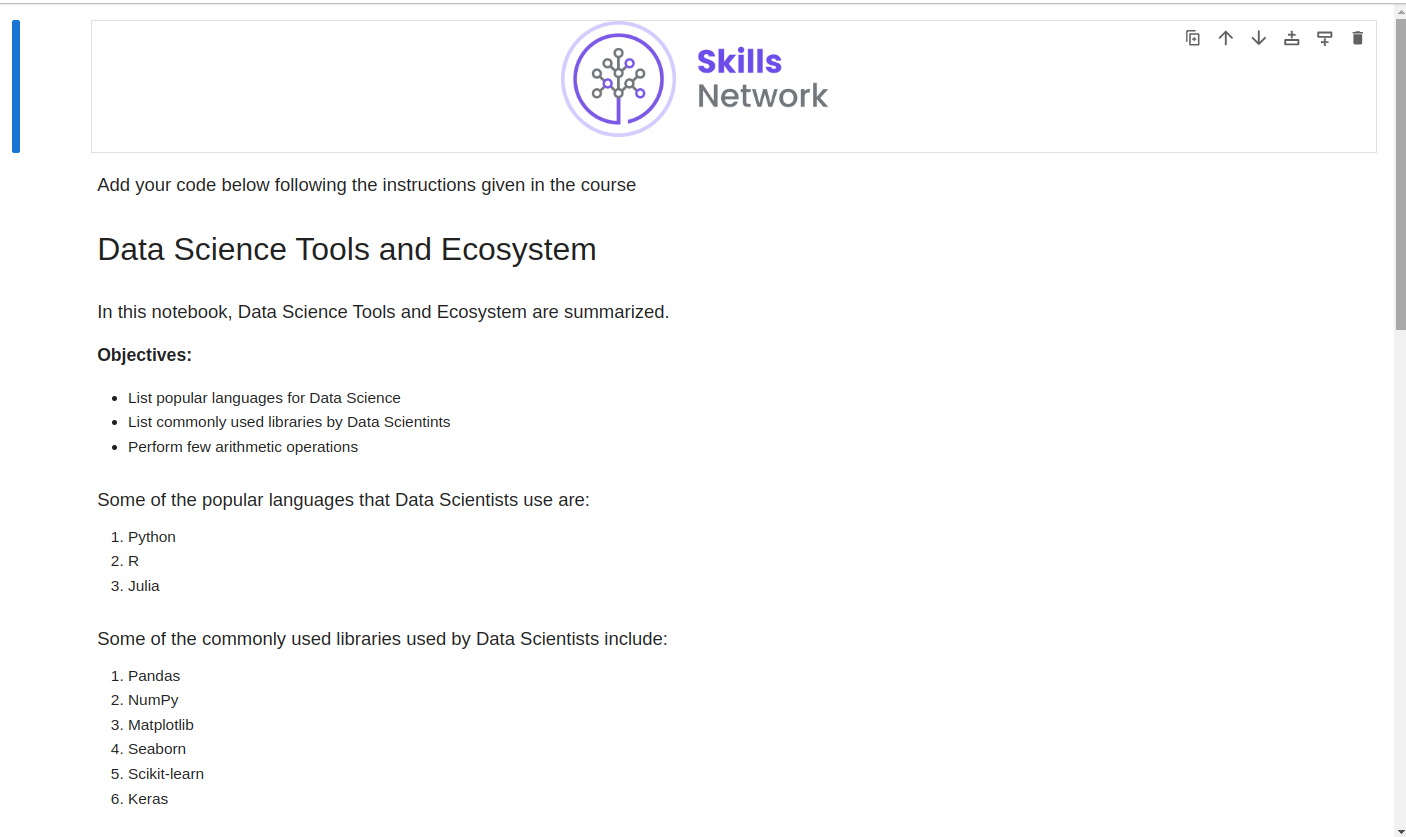 Skills
Network
Add your code below following the instructions given in the course
Data Science Tools and Ecosystem
In this notebook, Data Science Tools and Ecosystem are summarized.
Objectives:
• List popular languages for Data Science
• List commonly used libraries by Data Scientints
• Perform few arithmetic operations
Some of the popular languages that Data Scientists use are:
1. Python
2. R
3. Julia
Some of the commonly used libraries used by Data Scientists include:
1. Pandas
2. NumPy
3. Matplotlib
4. Seaborn
5. Scikit-learn
6. Keras